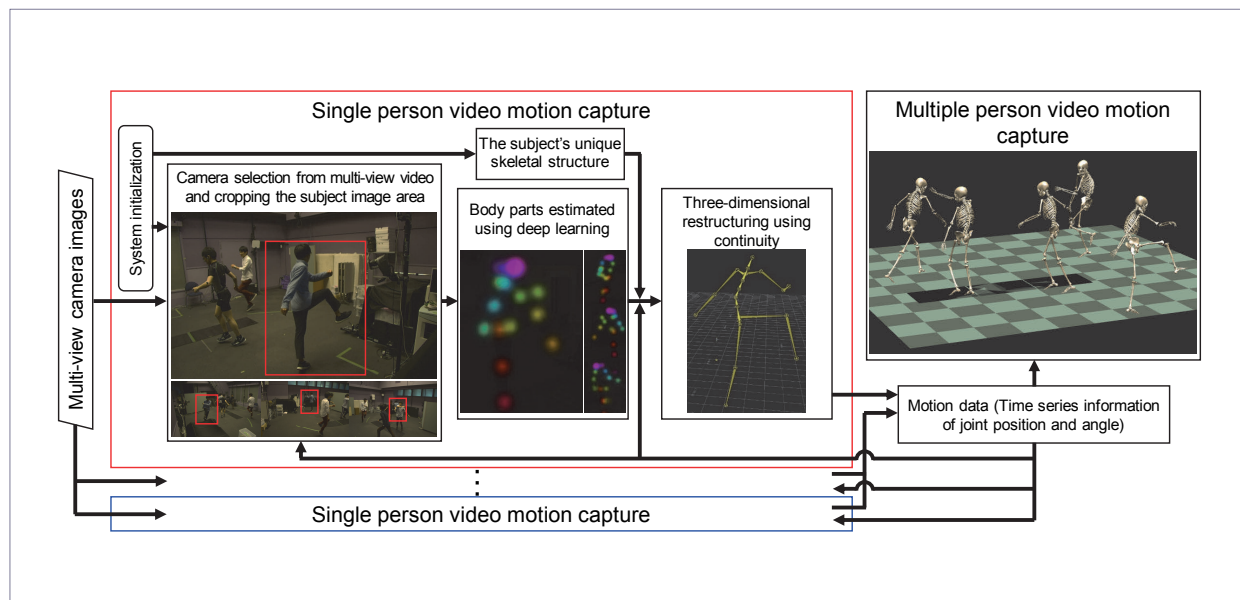 Single person video motion capture
Multiple person video motion
capture
System initialization
The subject's unique
skeletal structure
Camera selection from multi-view video
and cropping the subject image area
Body parts estimated
using deep learning
Three-dimensional
restructuring using
continuity
Multi-view camera images
Motion data (Time series information
of joint position and angle)
Single person video motion capture